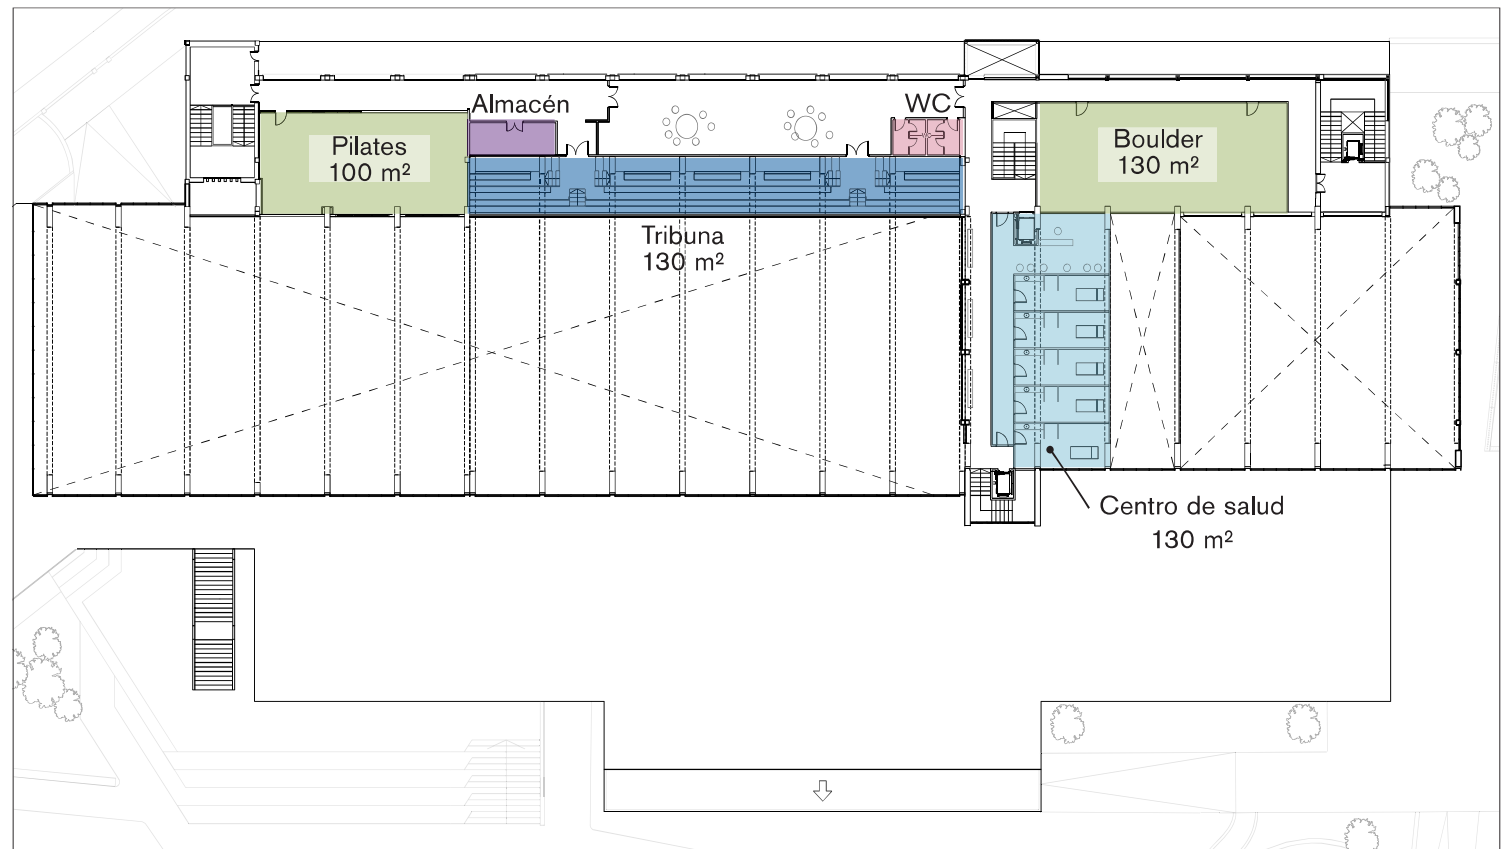 Almacén
WC
Pilates
100 m²
Boulder
130 m²
Tribuna
130 m²
Centro de salud
130 m²